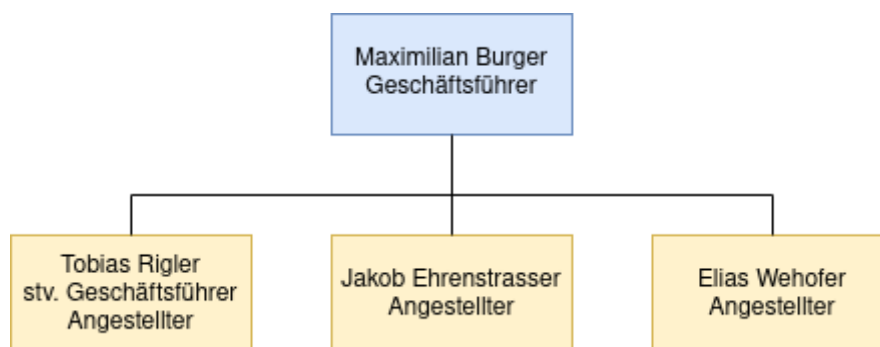 Maximilian Burger
Geschäftsführer
Tobias Rigler
stv. Geschäftsführer
Angestellter
Jakob Ehrenstrasser
Angestellter
Elias Wehofer
Angestellter